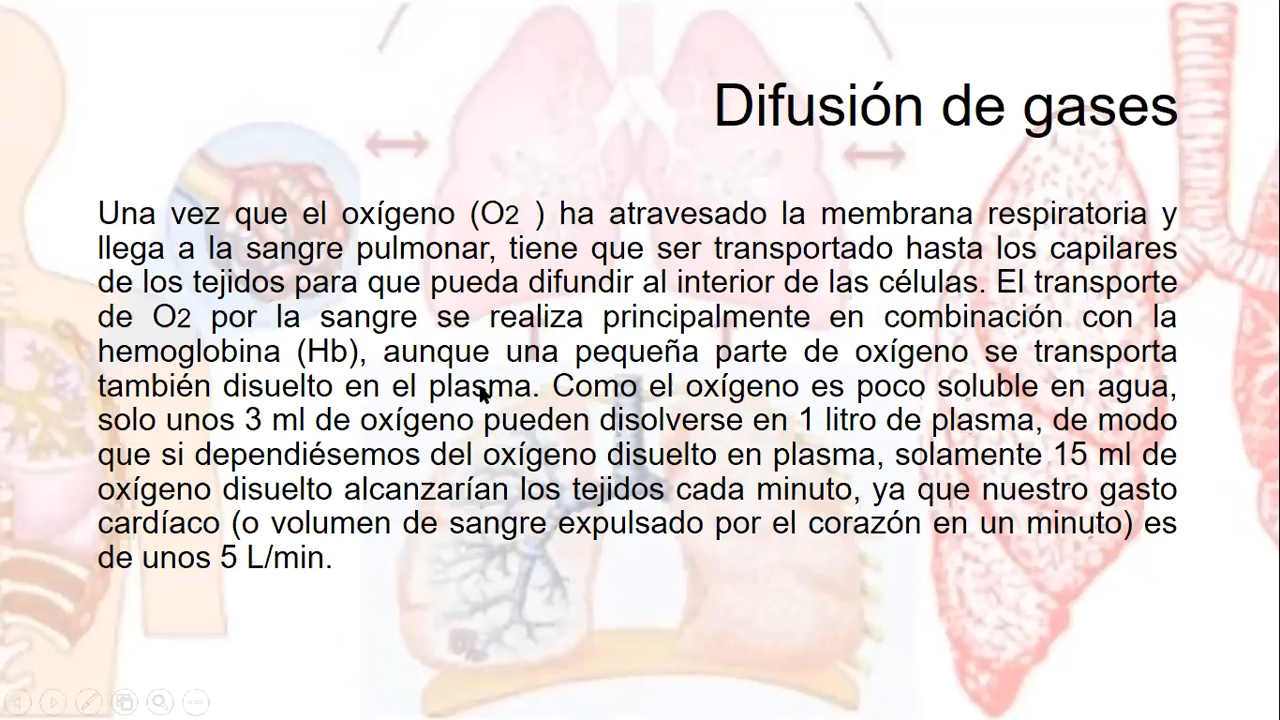 Difusión de gases
Una vez que el oxígeno (O2 ) ha atravesado la membrana respiratoria y
llega a la sangre pulmonar, tiene que ser transportado hasta los capilares
de los tejidos para que pueda difundir al interior de las células. El transporte
de O2 por la sangre se realiza principalmente en combinación con la
hemoglobina (Hb), aunque una pequeña parte de oxígeno se transporta
también disuelto en el plasma. Como el oxígeno es poco soluble en agua,
solo unos 3 ml de oxígeno pueden disolverse en 1 litro de plasma, de modo
que si dependiésemos del oxígeno disuelto en plasma, solamente 15 ml de
oxígeno disuelto alcanzarían los tejidos cada minuto, ya que nuestro gasto
cardíaco (o volumen de sangre expulsado por el corazón en un minuto) es
de unos 5 L/min.